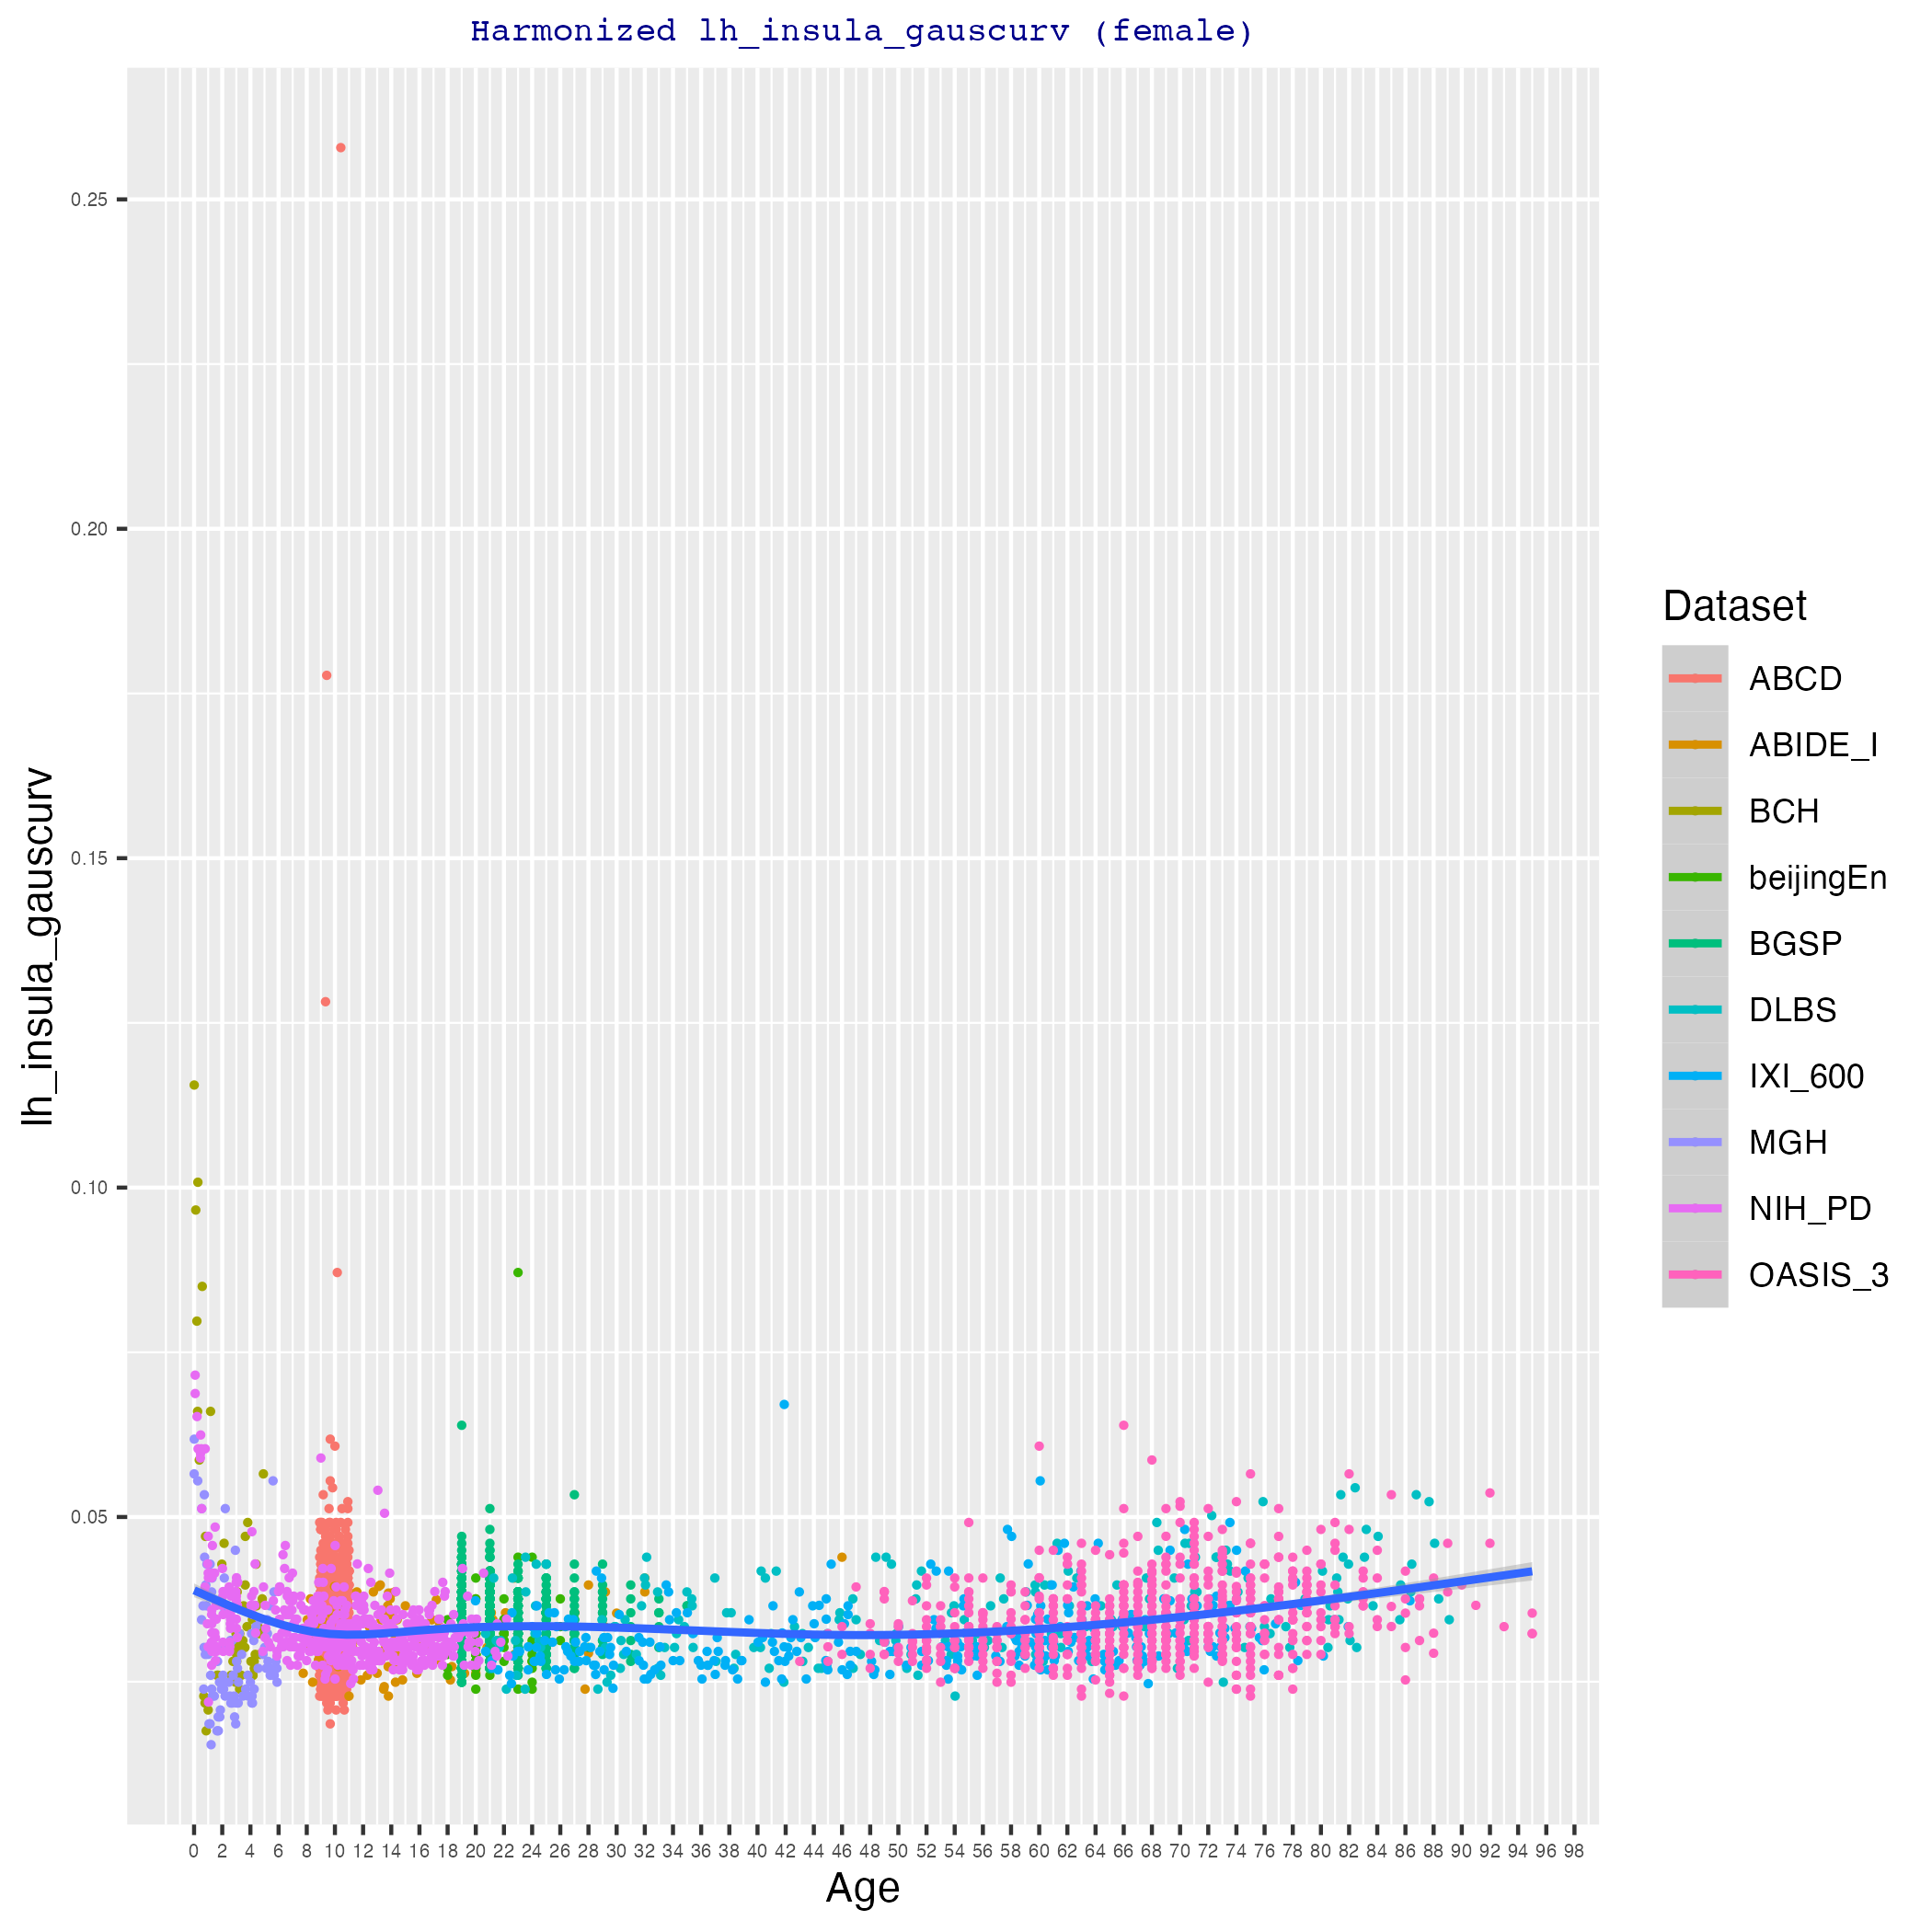 Harmonized lh_insula_gauscurv (female)
0.25
0.20
0.15
0.10
0.05
lh_insula_gauscurv
0 2 4 6 8 10 12 14 16 18 20 22 24 26 28 30 32 34 36 38 40 42 44 46 48 50 52 54 56 58 60 62 64 66 68 70 72 74 76 78 80 82 84 86 88 90 92 94 96 98
Age
Dataset
ABCD
ABIDE_I
BCH
beijingEn
BGSP
DLBS
IXI_600
MGH
NIH_PD
OASIS_3